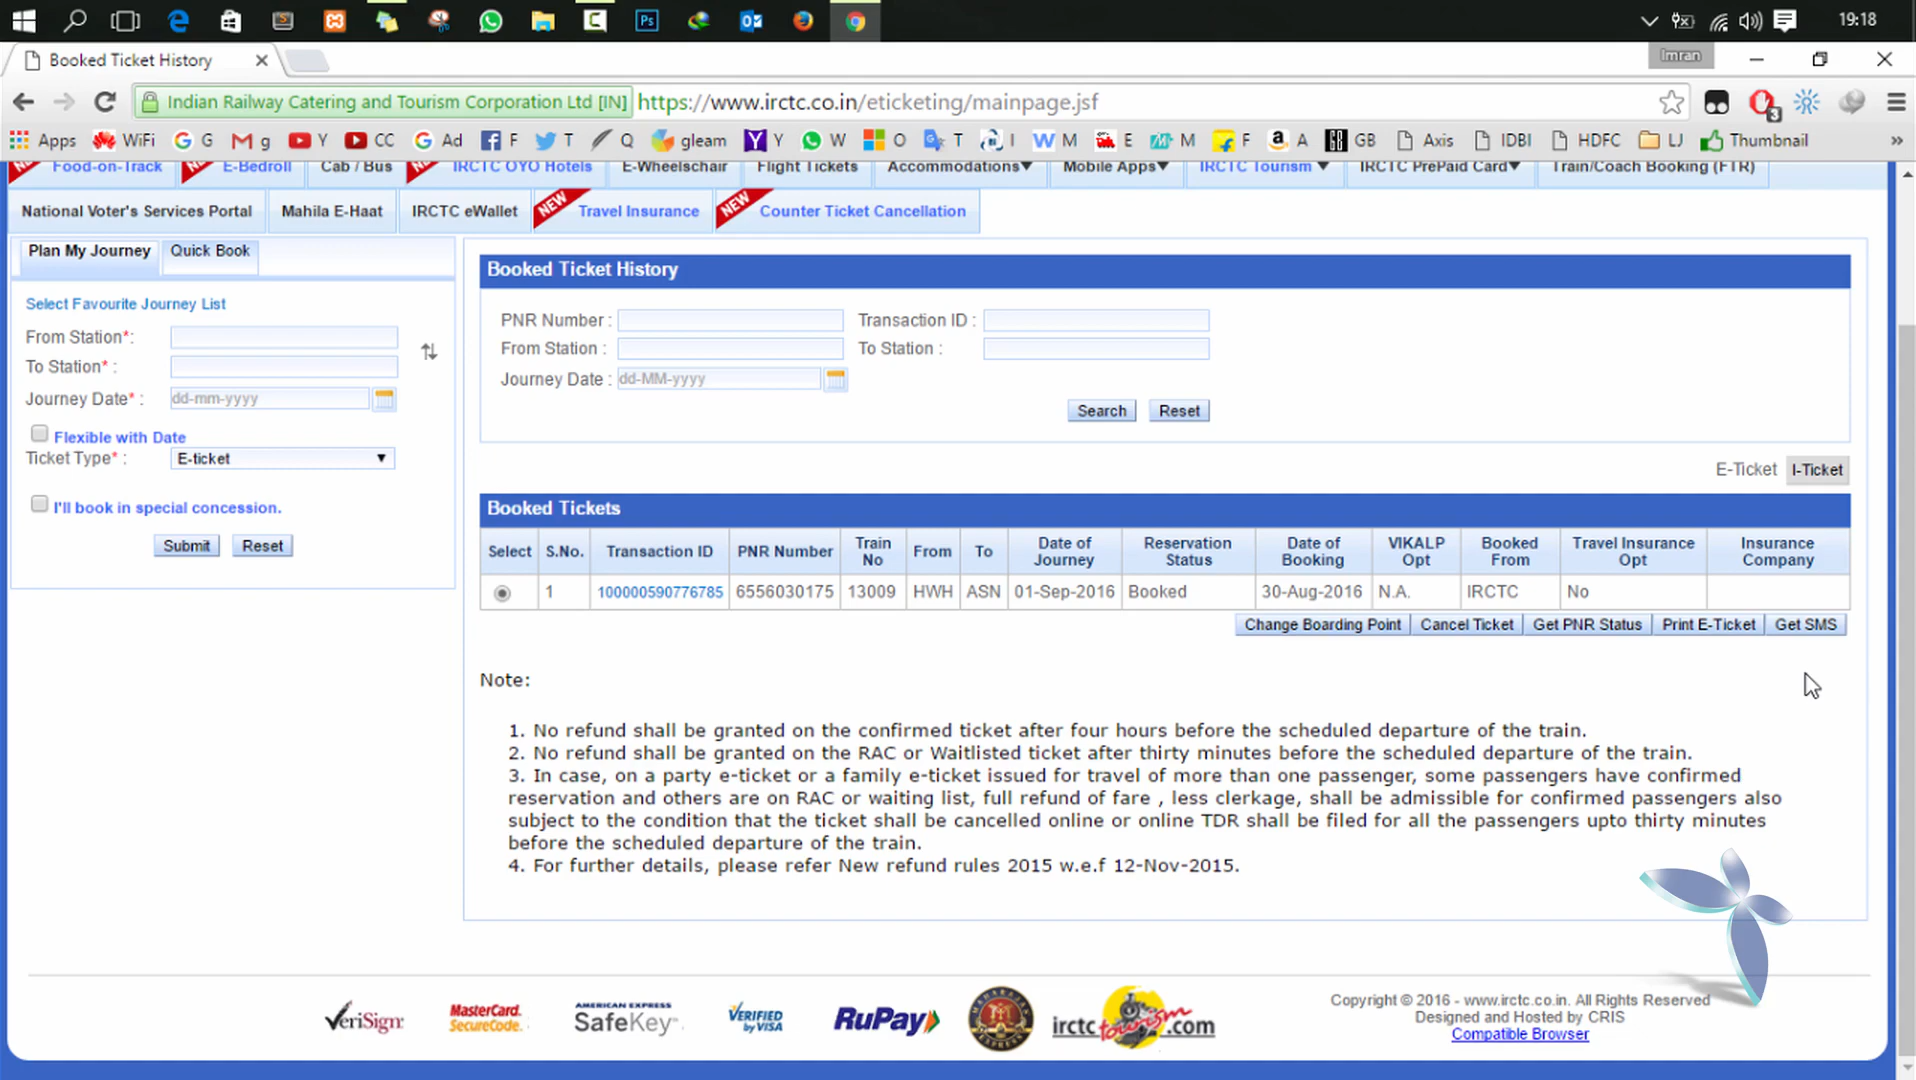 19:18
Booked Ticket History
Imran
Indian Railway Catering and Tourism Corporation Ltd [IN] https://www.irctc.co.in/eticketing/mainpage.jsf
3
Apps WiFi G M g Y CC Ad F T Q gleam Y W O T I M E M F A GB Axis IDBI HDFC LJ Thumbnail »
Food-on-Track E-Bedroll Cab / Bus IRCTC OYO Hotels E-Wheelchair Flight Tickets Accommodations▼ Mobile Apps▼ IRCTC Tourism ▼ IRCTC PrePaid Card▼ Train/Coach Booking (FTR)
National Voter's Services Portal Mahila E-Haat IRCTC eWallet NEW Travel Insurance NEW Counter Ticket Cancellation
Plan My Journey Quick Book
Select Favourite Journey List
From Station*:
To Station* :
Journey Date* : dd-mm-yyyy
Flexible with Date
Ticket Type* : E-ticket
I'll book in special concession.
Submit Reset
Booked Ticket History
PNR Number : Transaction ID :
From Station : To Station :
Journey Date : dd-MM-yyyy
Search Reset
E-Ticket I-Ticket
Booked Tickets
Select S.No. Transaction ID PNR Number Train No From To Date of Journey Reservation Status Date of Booking VIKALP Opt Booked From Travel Insurance Opt Insurance Company
1 100000590776785 6556030175 13009 HWH ASN 01-Sep-2016 Booked 30-Aug-2016 N.A. IRCTC No
Change Boarding Point Cancel Ticket Get PNR Status Print E-Ticket Get SMS
Note:
1. No refund shall be granted on the confirmed ticket after four hours before the scheduled departure of the train.
2. No refund shall be granted on the RAC or Waitlisted ticket after thirty minutes before the scheduled departure of the train.
3. In case, on a party e-ticket or a family e-ticket issued for travel of more than one passenger, some passengers have confirmed
reservation and others are on RAC or waiting list, full refund of fare , less clerkage, shall be admissible for confirmed passengers also
subject to the condition that the ticket shall be cancelled online or online TDR shall be filed for all the passengers upto thirty minutes
before the scheduled departure of the train.
4. For further details, please refer New refund rules 2015 w.e.f 12-Nov-2015.
VeriSign
MasterCard.
SecureCode.
AMERICAN EXPRESS
SafeKey
VERIFIED
by VISA
RuPay
irctc tourism .com
Copyright © 2016 - www.irctc.co.in. All Rights Reserved
Designed and Hosted by CRIS
Compatible Browser